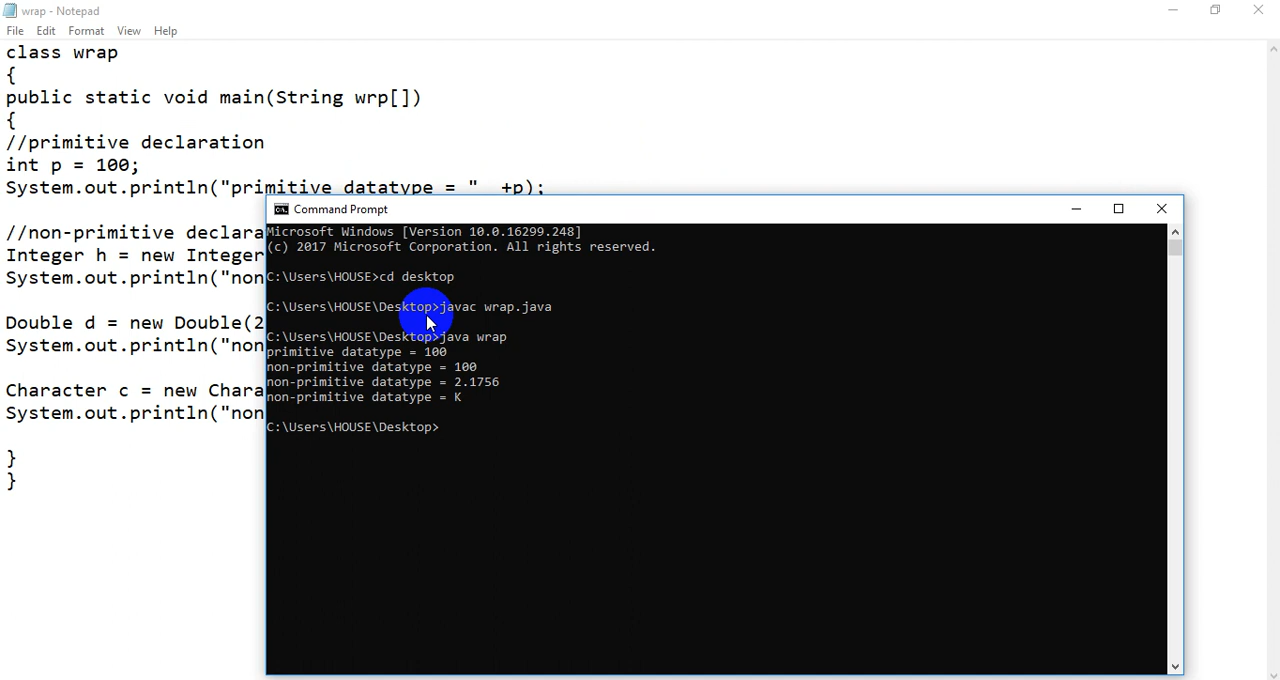 wrap - Notepad
File Edit Format View Help
class wrap
{
public static void main(String wrp[])
{
//primitive declaration
int p = 100;
System.out.println("primitive datatype = "  +p);
//non-primitive declara
Integer h = new Integer
System.out.println("non
Double d = new Double(2
System.out.println("non
Character c = new Chara
System.out.println("non
}
}
Command Prompt
Microsoft Windows [Version 10.0.16299.248]
(c) 2017 Microsoft Corporation. All rights reserved.
C:\Users\HOUSE>cd desktop
C:\Users\HOUSE\Desktop>javac wrap.java
C:\Users\HOUSE\Desktop>java wrap
primitive datatype = 100
non-primitive datatype = 100
non-primitive datatype = 2.1756
non-primitive datatype = K
C:\Users\HOUSE\Desktop>